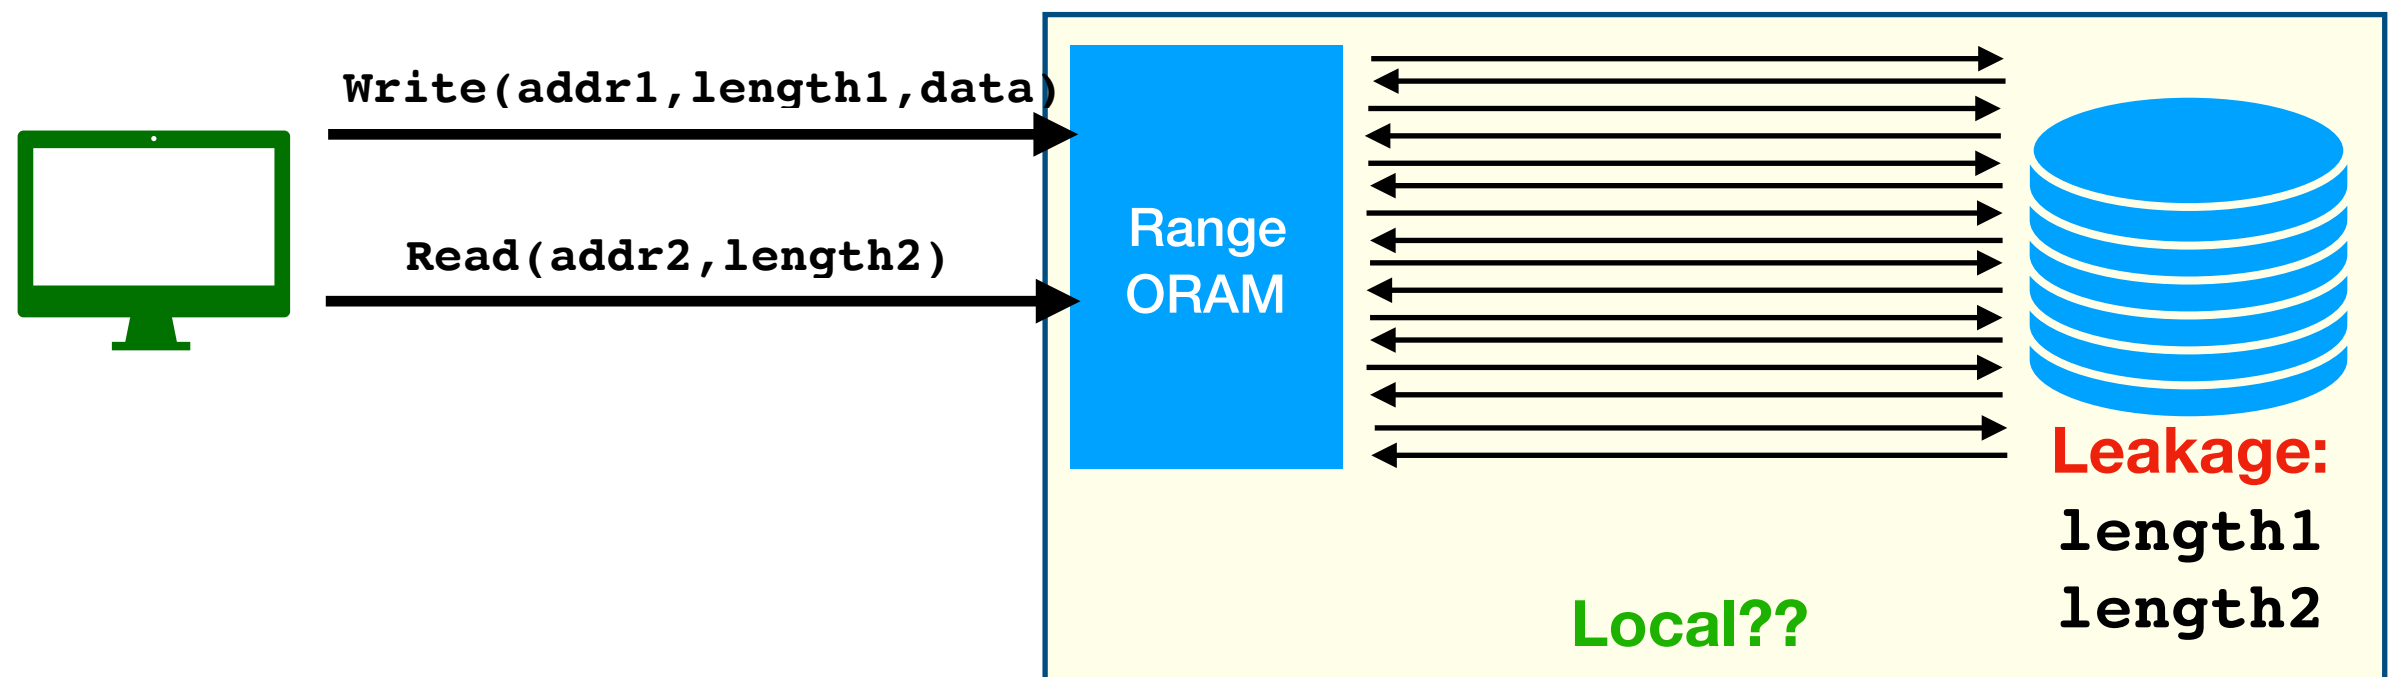 Write(addr1,length1,data)
Read(addr2,length2)
Range
ORAM
Leakage:
length1
length2
Local??